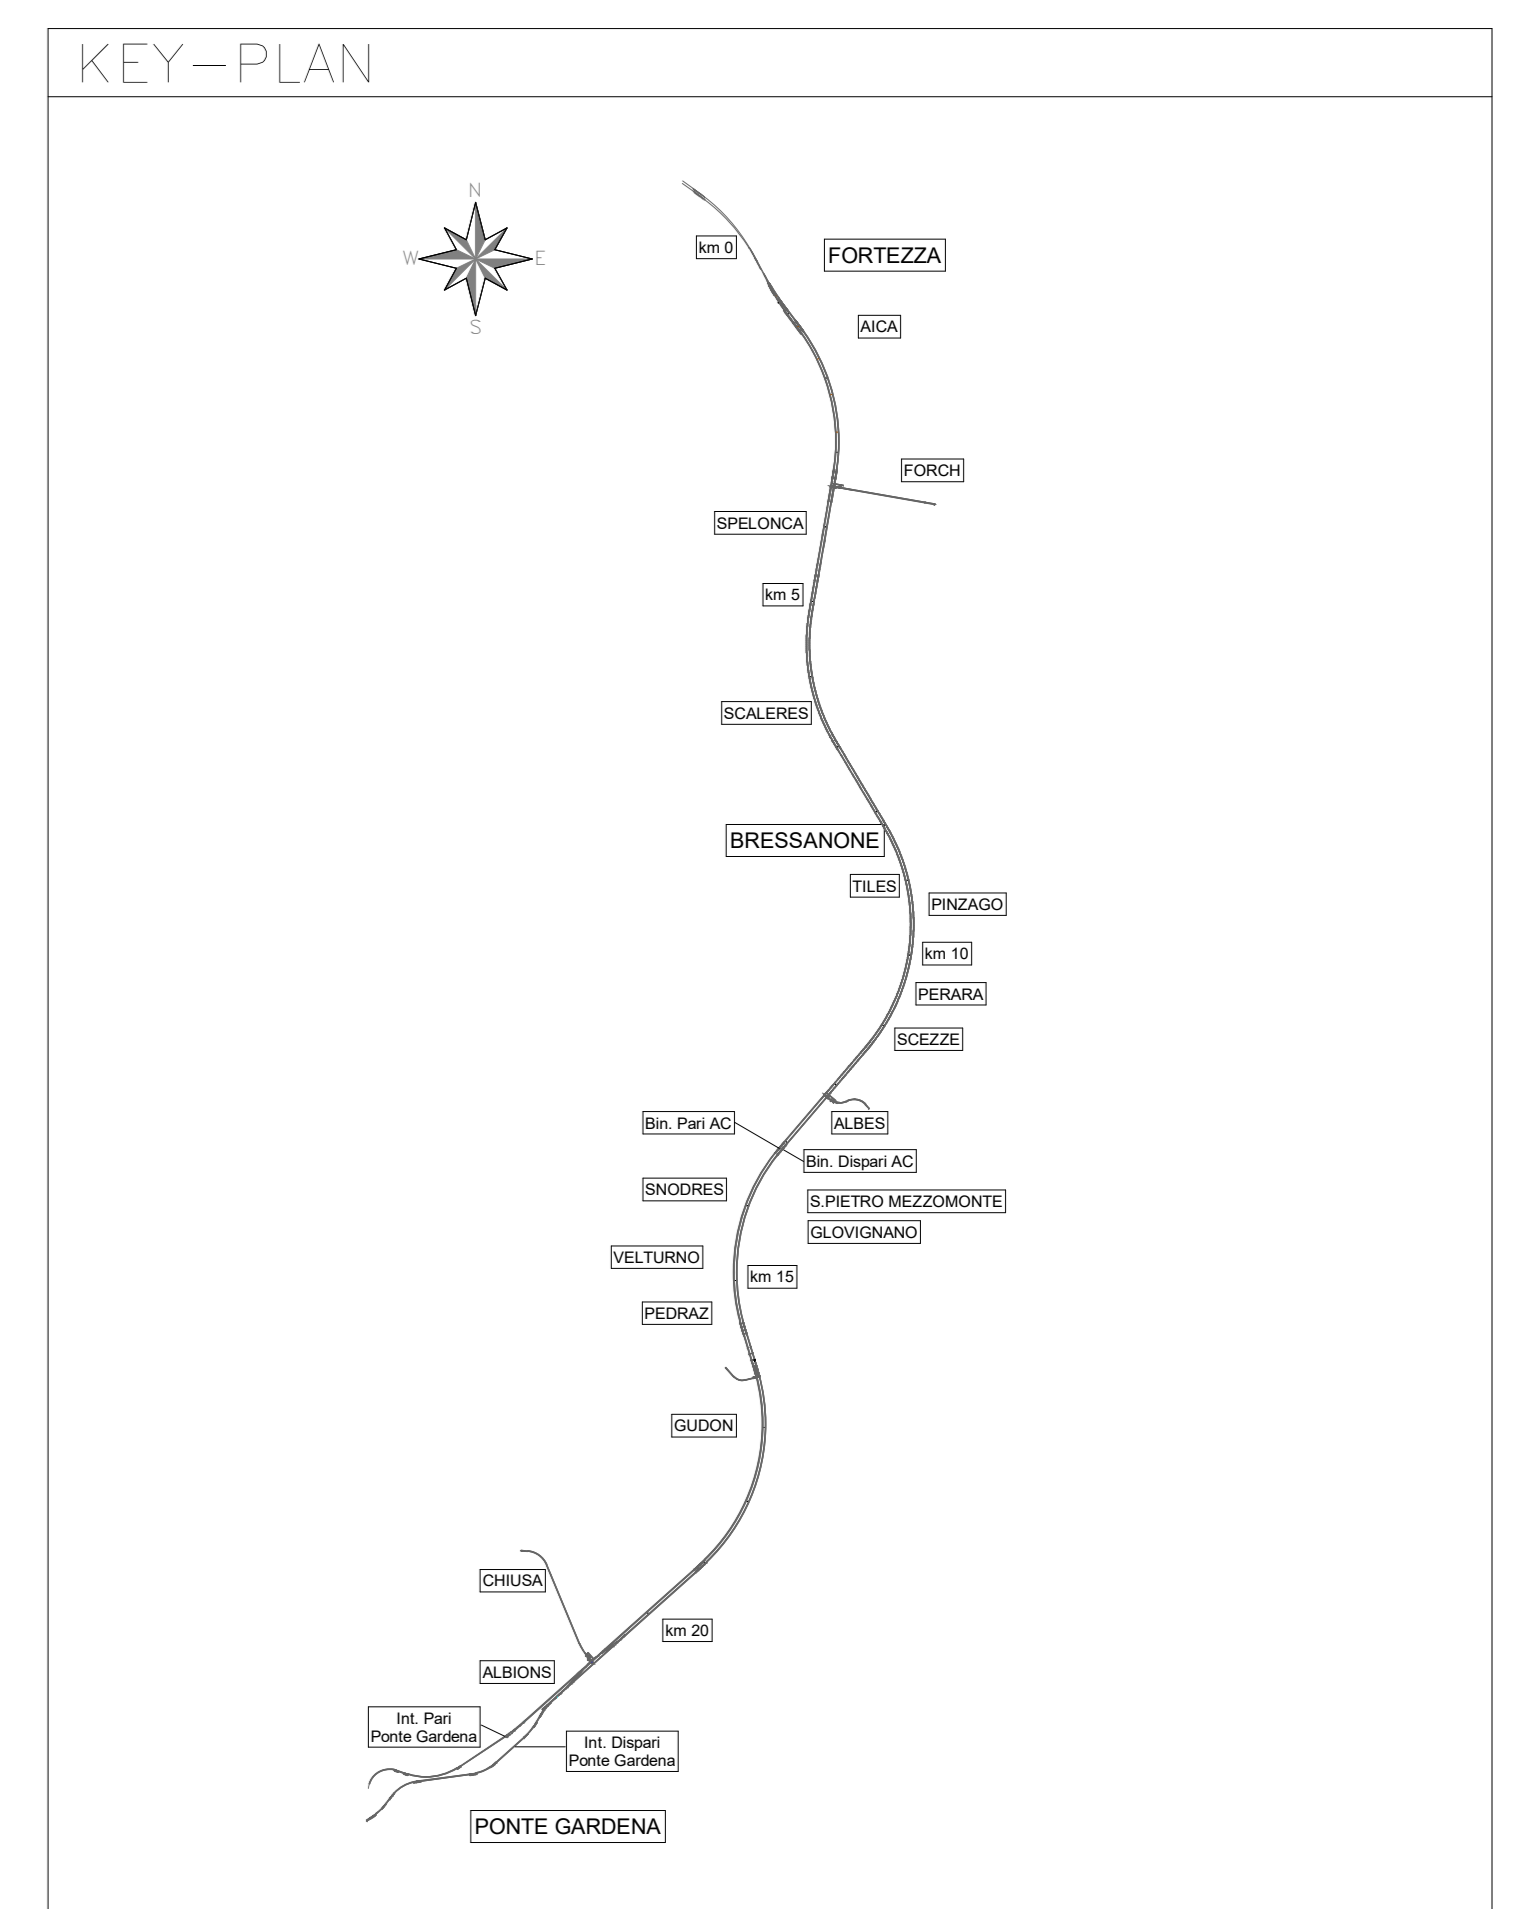 KEY-PLAN
N
W
E
S
km 0
FORTEZZA
AICA
FORCH
SPELONCA
km 5
SCALERES
BRESSANONE
TILES
PINZAGO
km 10
PERARA
SCEZZE
Bin. Pari AC
ALBES
Bin. Dispari AC
SNODRES
S.PIETRO MEZZOMONTE
GLOVIGNANO
VELTURNO
km 15
PEDRAZ
GUDON
CHIUSA
km 20
ALBIONS
Int. Pari
Ponte Gardena
Int. Dispari
Ponte Gardena
PONTE GARDENA